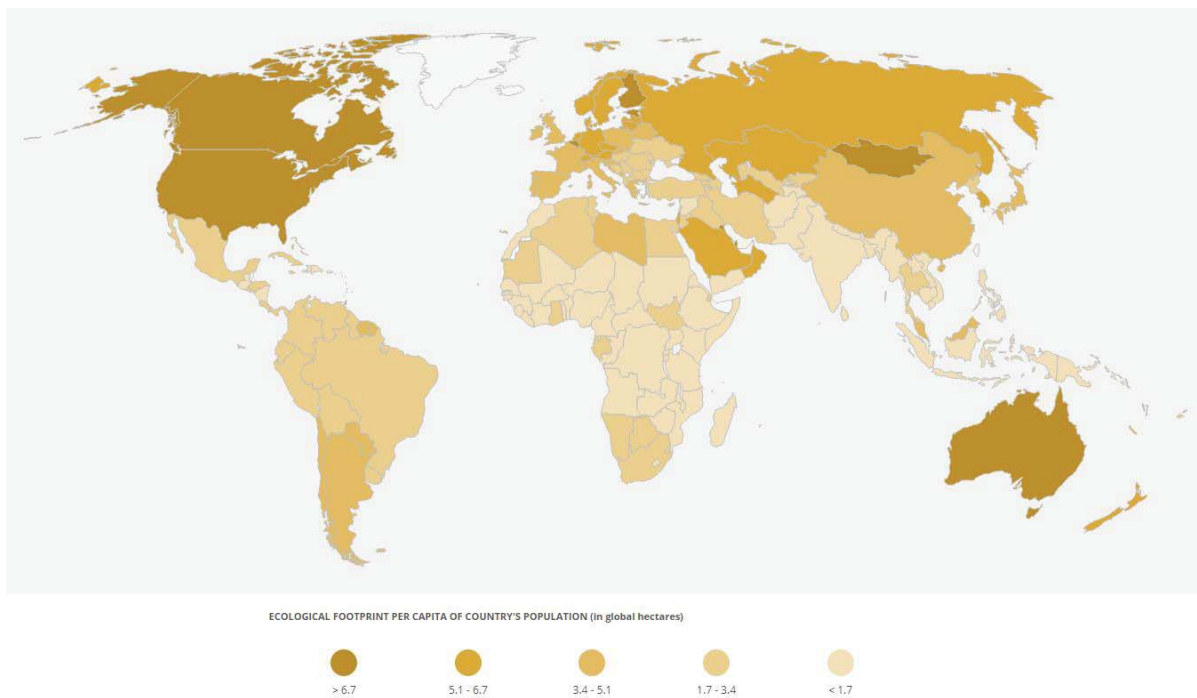 ECOLOGICAL FOOTPRINT PER CAPITA OF COUNTRY'S POPULATION (in global hectares)
> 6.7 5.1 - 6.7 3.4 - 5.1 1.7 - 3.4 < 1.7